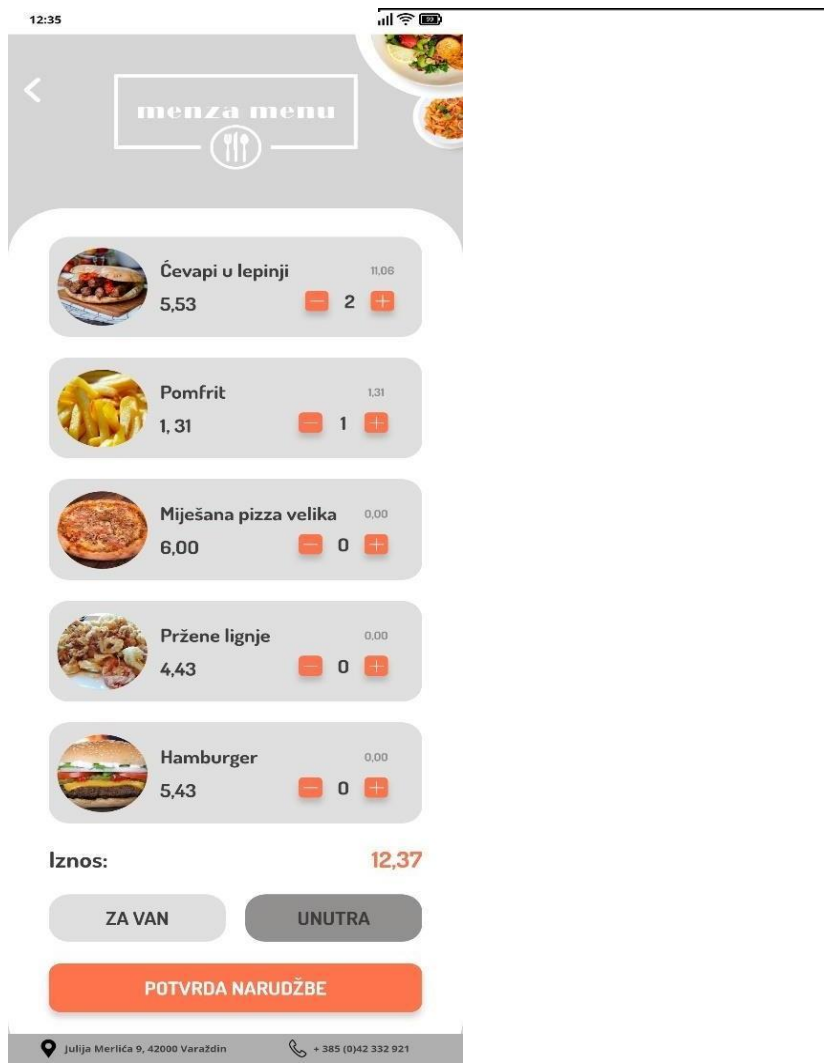 12:35
99
menza menu
Ćevapi u lepinji 11,06
5,53 2
Pomfrit 1,31
1, 31 1
Miješana pizza velika 0,00
6,00 0
Pržene lignje 0,00
4,43 0
Hamburger 0,00
5,43 0
Iznos: 12,37
ZA VAN UNUTRA
POTVRDA NARUDŽBE
Julija Merlića 9, 42000 Varaždin + 385 (0)42 332 921